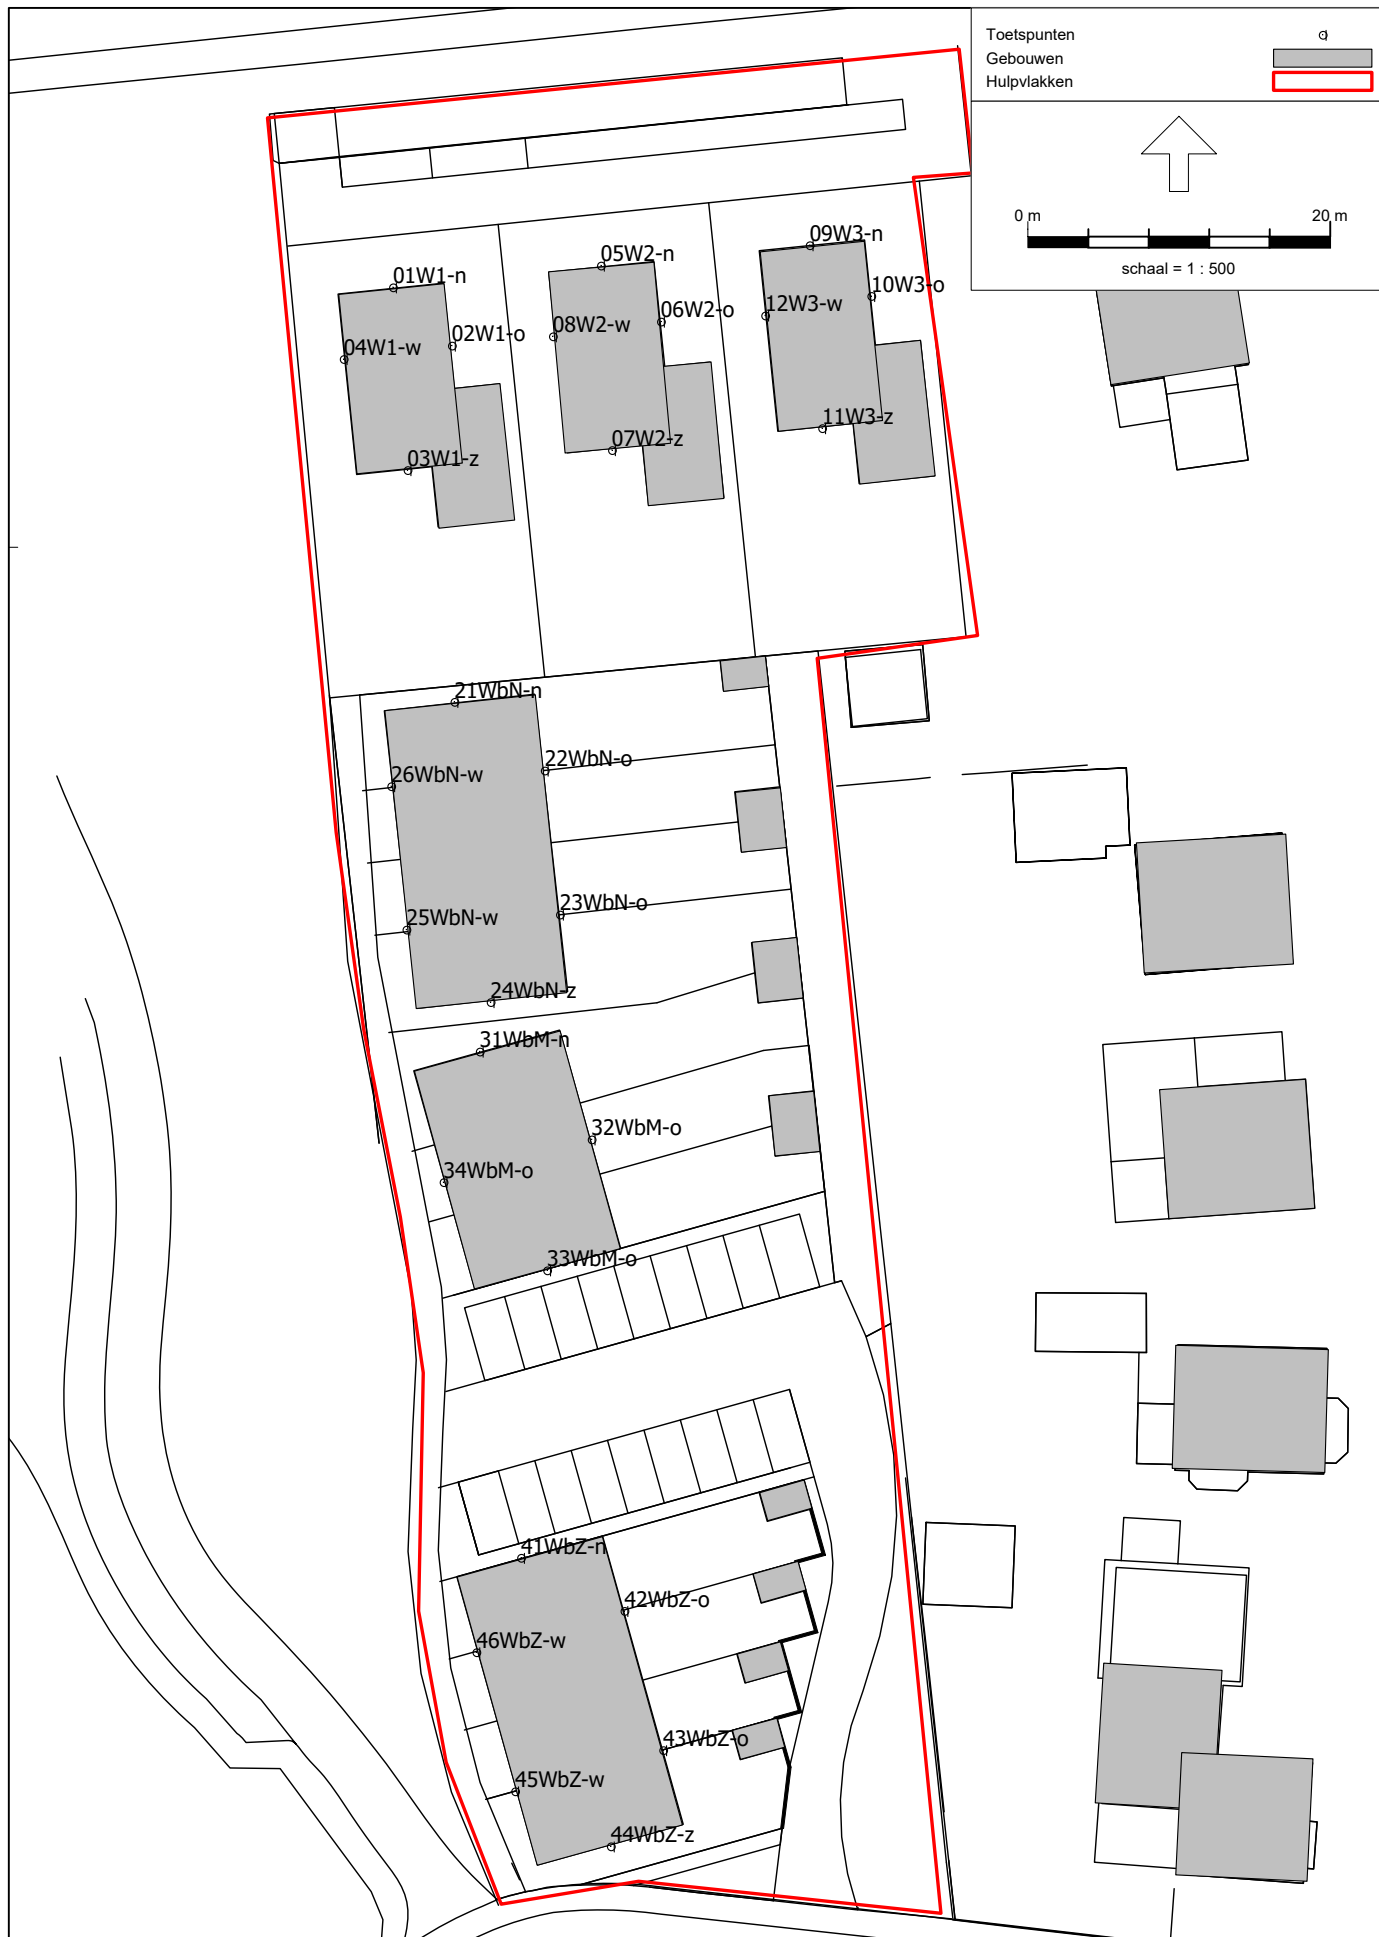 Toetspunten
Gebouwen
Hulpvlakken
0 m 20 m
schaal = 1 : 500
09W3-n
05W2-n
01W1-n
10W3-o
12W3-w
06W2-o
08W2-w
02W1-o
04W1-w
11W3-z
07W2-z
03W1-z
21WbN-n
22WbN-o
26WbN-w
23WbN-o
25WbN-w
24WbN-z
31WbM-n
32WbM-o
34WbM-o
33WbM-o
41WbZ-n
42WbZ-o
46WbZ-w
43WbZ-o
45WbZ-w
44WbZ-z